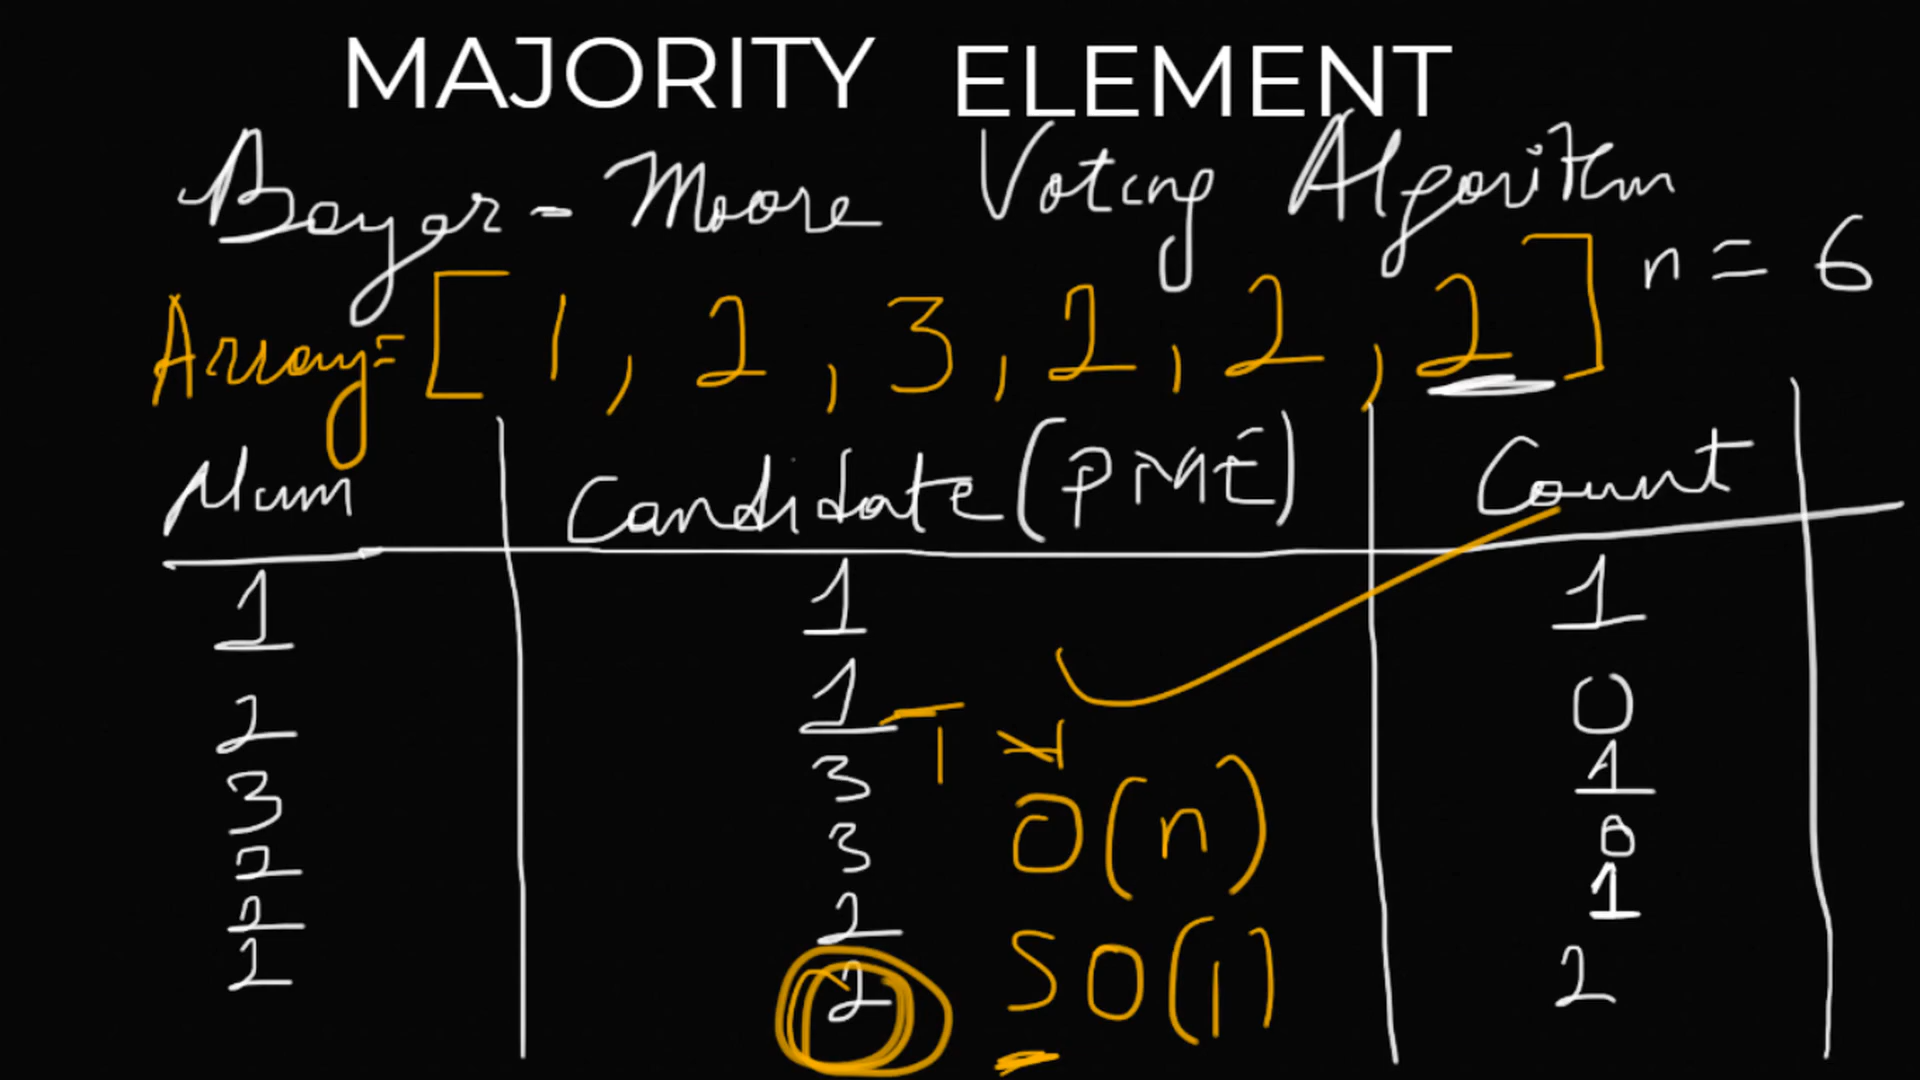 MAJORITY ELEMENT
Boyer - Moore Voting Algorithm
n = 6
Array = [ 1 , 2 , 3 , 2 , 2 , 2 ]
Num Candidate (PME) Count
1 1 1
2 1 0
3 3 1
2 3 0
2 2 1
2 2 2
T
O(n)
S O(1)